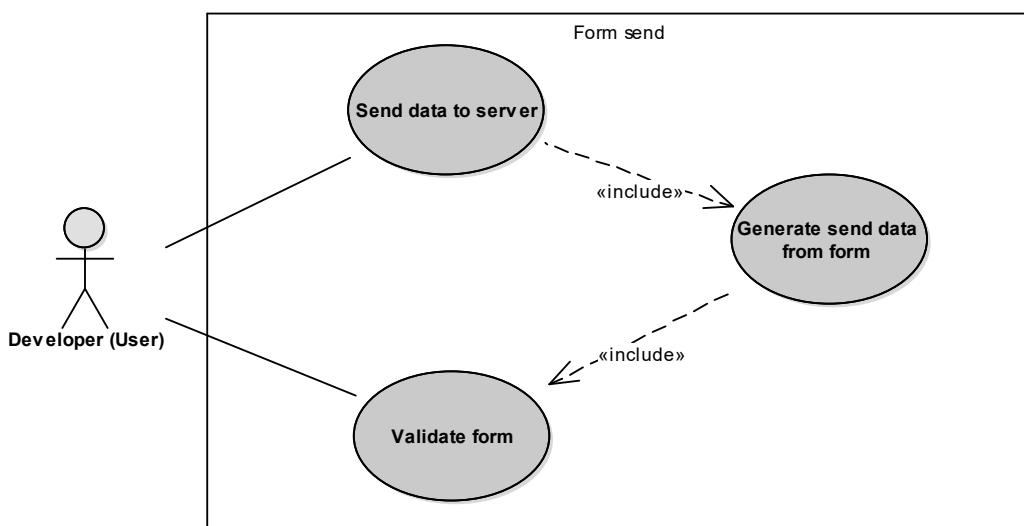 Form send
Send data to server
«include»
Generate send data
from form
Developer (User)
«include»
Validate form